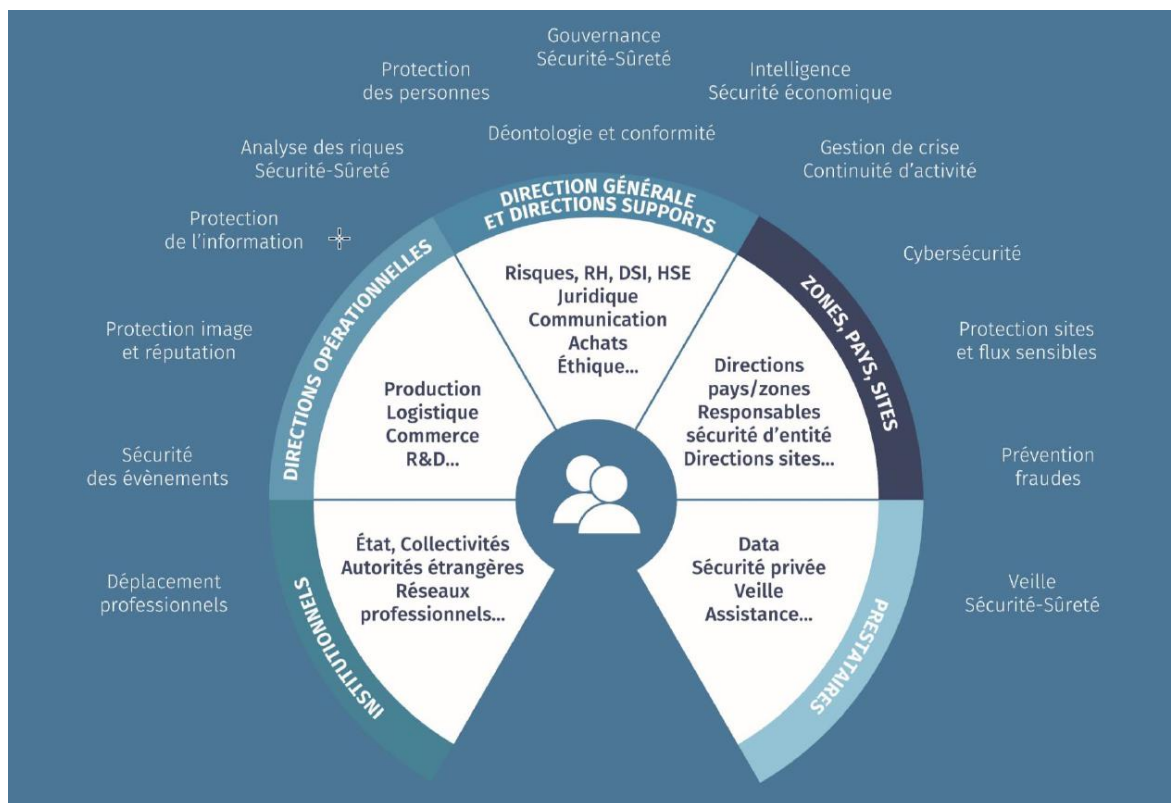 Gouvernance
Sécurité-Sûreté
Protection
des personnes
Intelligence
Sécurité économique
Déontologie et conformité
Analyse des riques
Sécurité-Sûreté
Gestion de crise
Continuité d'activité
Protection
de l'information
Cybersécurité
Protection image
et réputation
Protection sites
et flux sensibles
Sécurité
des évènements
Prévention
fraudes
Déplacement
professionnels
Veille
Sécurité-Sûreté
DIRECTION GÉNÉRALE
ET DIRECTIONS SUPPORTS
Risques, RH, DSI, HSE
Juridique
Communication
Achats
Éthique...
DIRECTIONS OPÉRATIONNELLES
Production
Logistique
Commerce
R&D...
ZONES, PAYS, SITES
Directions
pays/zones
Responsables
sécurité d'entité
Directions sites...
INSTITUTIONNELS
État, Collectivités
Autorités étrangères
Réseaux
professionnels...
PRESTATAIRES
Data
Sécurité privée
Veille
Assistance...